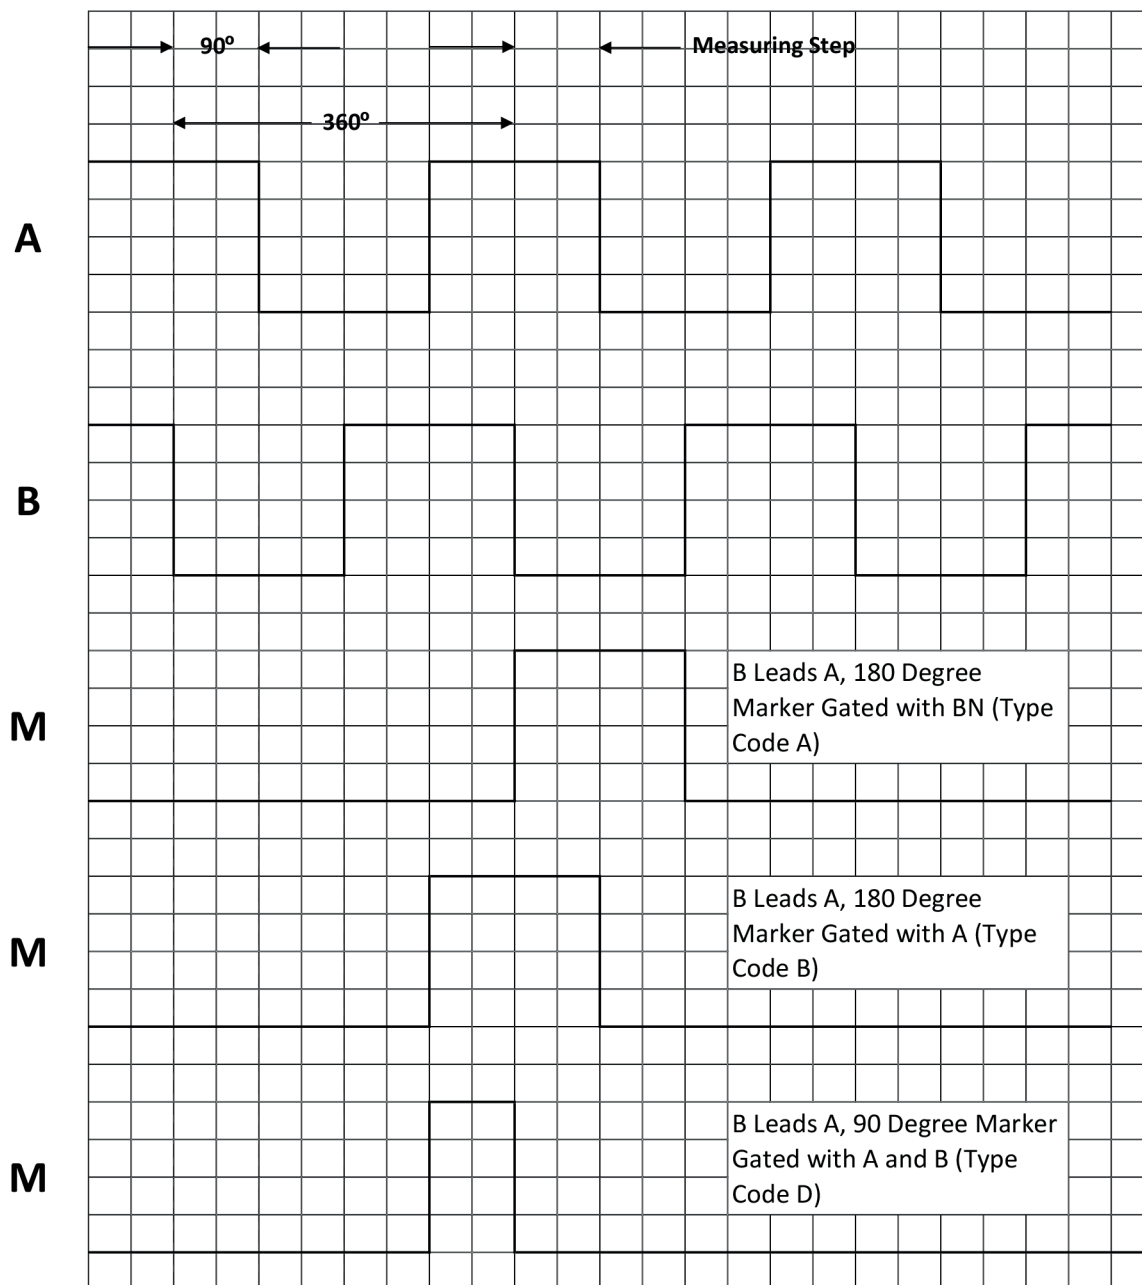 90º
Measuring Step
360º
A
B
M
B Leads A, 180 Degree
Marker Gated with BN (Type
Code A)
M
B Leads A, 180 Degree
Marker Gated with A (Type
Code B)
M
B Leads A, 90 Degree Marker
Gated with A and B (Type
Code D)